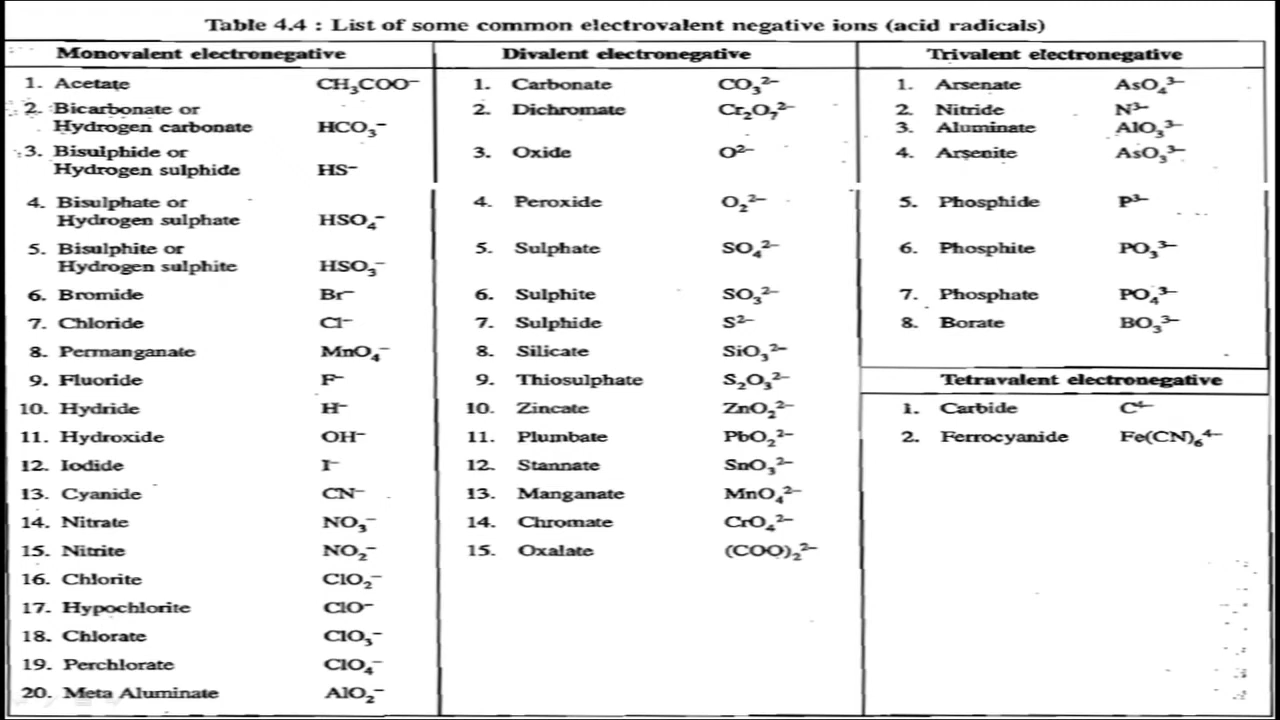 Table 4.4 : List of some common electrovalent negative ions (acid radicals)
Monovalent electronegative
1. Acetate CH₃COO⁻
2. Bicarbonate or
Hydrogen carbonate HCO₃⁻
3. Bisulphide or
Hydrogen sulphide HS⁻
4. Bisulphate or
Hydrogen sulphate HSO₄⁻
5. Bisulphite or
Hydrogen sulphite HSO₃⁻
6. Bromide Br⁻
7. Chloride Cl⁻
8. Permanganate MnO₄⁻
9. Fluoride F⁻
10. Hydride H⁻
11. Hydroxide OH⁻
12. Iodide I⁻
13. Cyanide CN⁻
14. Nitrate NO₃⁻
15. Nitrite NO₂⁻
16. Chlorite ClO₂⁻
17. Hypochlorite ClO⁻
18. Chlorate ClO₃⁻
19. Perchlorate ClO₄⁻
20. Meta Aluminate AlO₂⁻
Divalent electronegative
1. Carbonate CO₃²⁻
2. Dichromate Cr₂O₇²⁻
3. Oxide O²⁻
4. Peroxide O₂²⁻
5. Sulphate SO₄²⁻
6. Sulphite SO₃²⁻
7. Sulphide S²⁻
8. Silicate SiO₃²⁻
9. Thiosulphate S₂O₃²⁻
10. Zincate ZnO₂²⁻
11. Plumbate PbO₂²⁻
12. Stannate SnO₃²⁻
13. Manganate MnO₄²⁻
14. Chromate CrO₄²⁻
15. Oxalate (COO)₂²⁻
Trivalent electronegative
1. Arsenate AsO₄³⁻
2. Nitride N³⁻
3. Aluminate AlO₃³⁻
4. Arsenite AsO₃³⁻
5. Phosphide P³⁻
6. Phosphite PO₃³⁻
7. Phosphate PO₄³⁻
8. Borate BO₃³⁻
Tetravalent electronegative
1. Carbide C⁴⁻
2. Ferrocyanide Fe(CN)₆⁴⁻